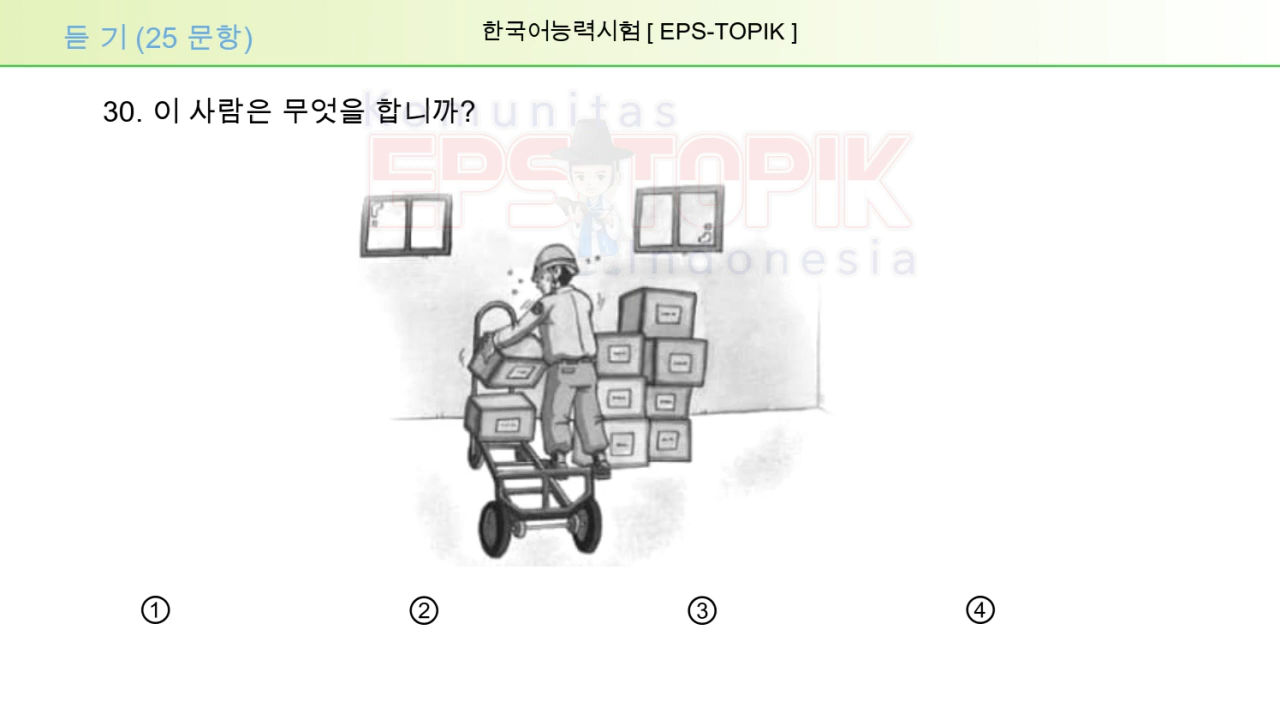 듣 기 (25 문항)
한국어능력시험 [ EPS-TOPIK ]
30. 이 사람은 무엇을 합니까?
Komunitas
EPS TOPIK
Indonesia
① ② ③ ④